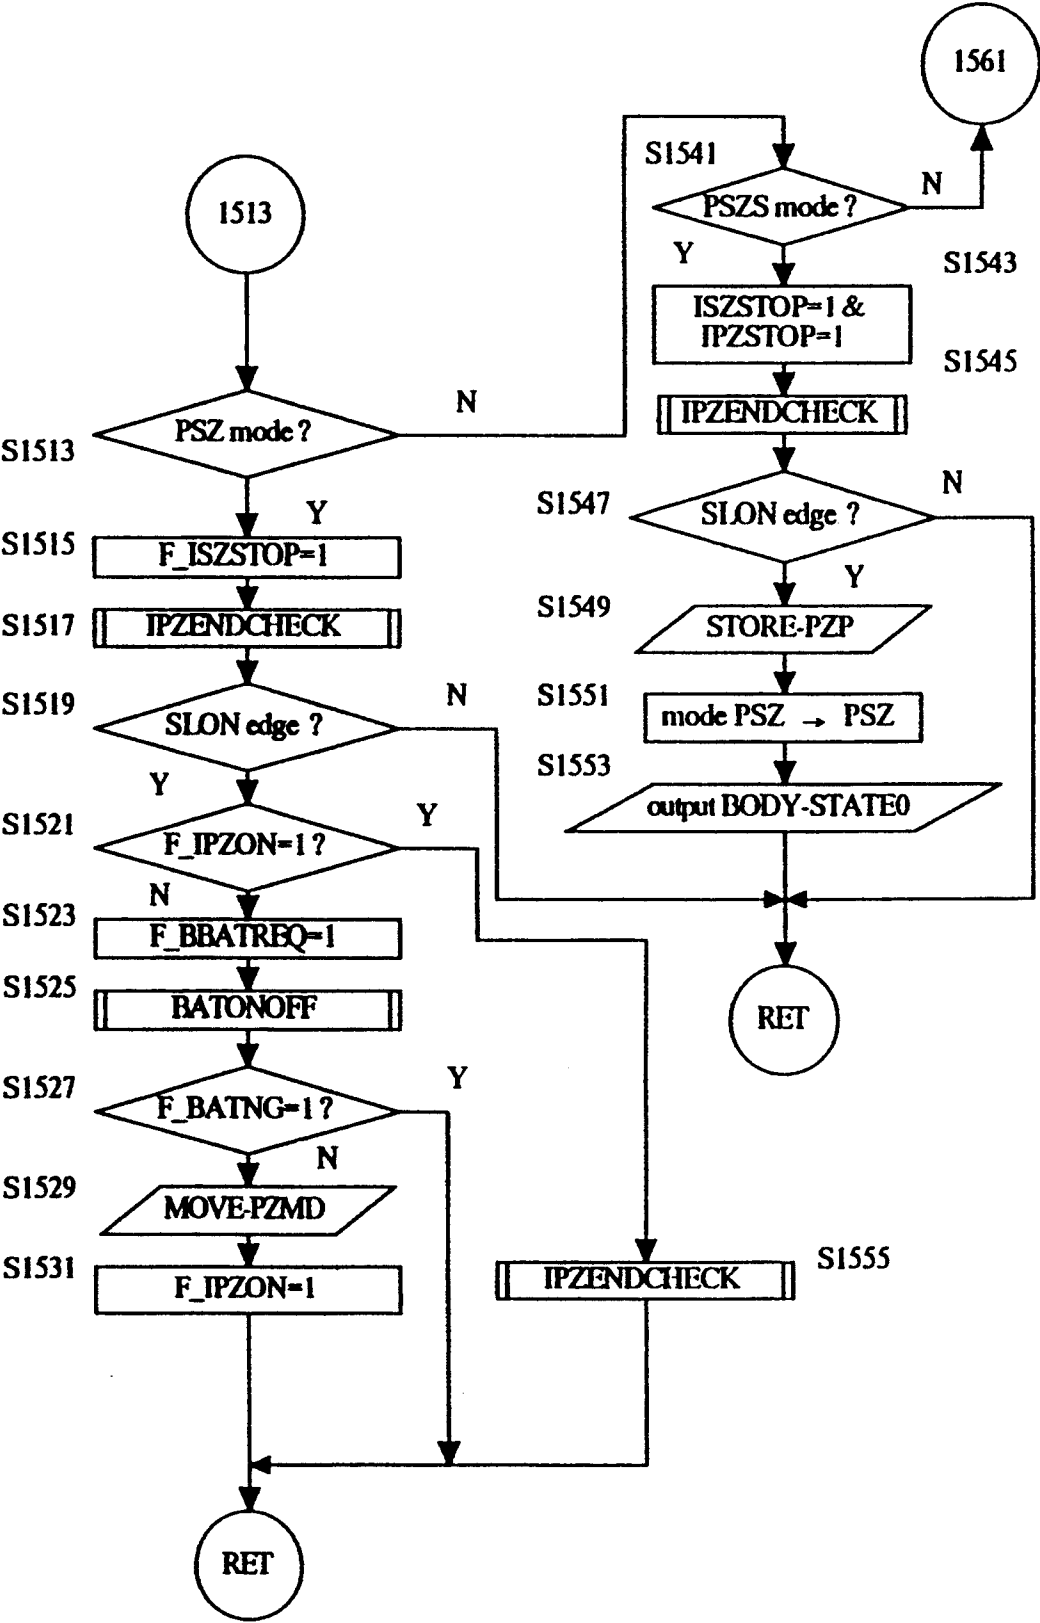 1513
S1513
PSZ mode ?
N
Y
S1515
F_ISZSTOP=1
S1517
IPZENDCHECK
S1519
SLON edge ?
N
Y
S1521
F_IPZON=1 ?
Y
N
S1523
F_BBATREQ=1
S1525
BATONOFF
S1527
F_BATNG=1 ?
Y
N
S1529
MOVE-PZMD
S1531
F_IPZON=1
RET
1561
S1541
PSZS mode ?
N
Y
S1543
ISZSTOP=1 &
IPZSTOP=1
S1545
IPZENDCHECK
S1547
SLON edge ?
N
Y
S1549
STORE-PZP
S1551
mode PSZ → PSZ
S1553
output BODY-STATE0
RET
S1555
IPZENDCHECK